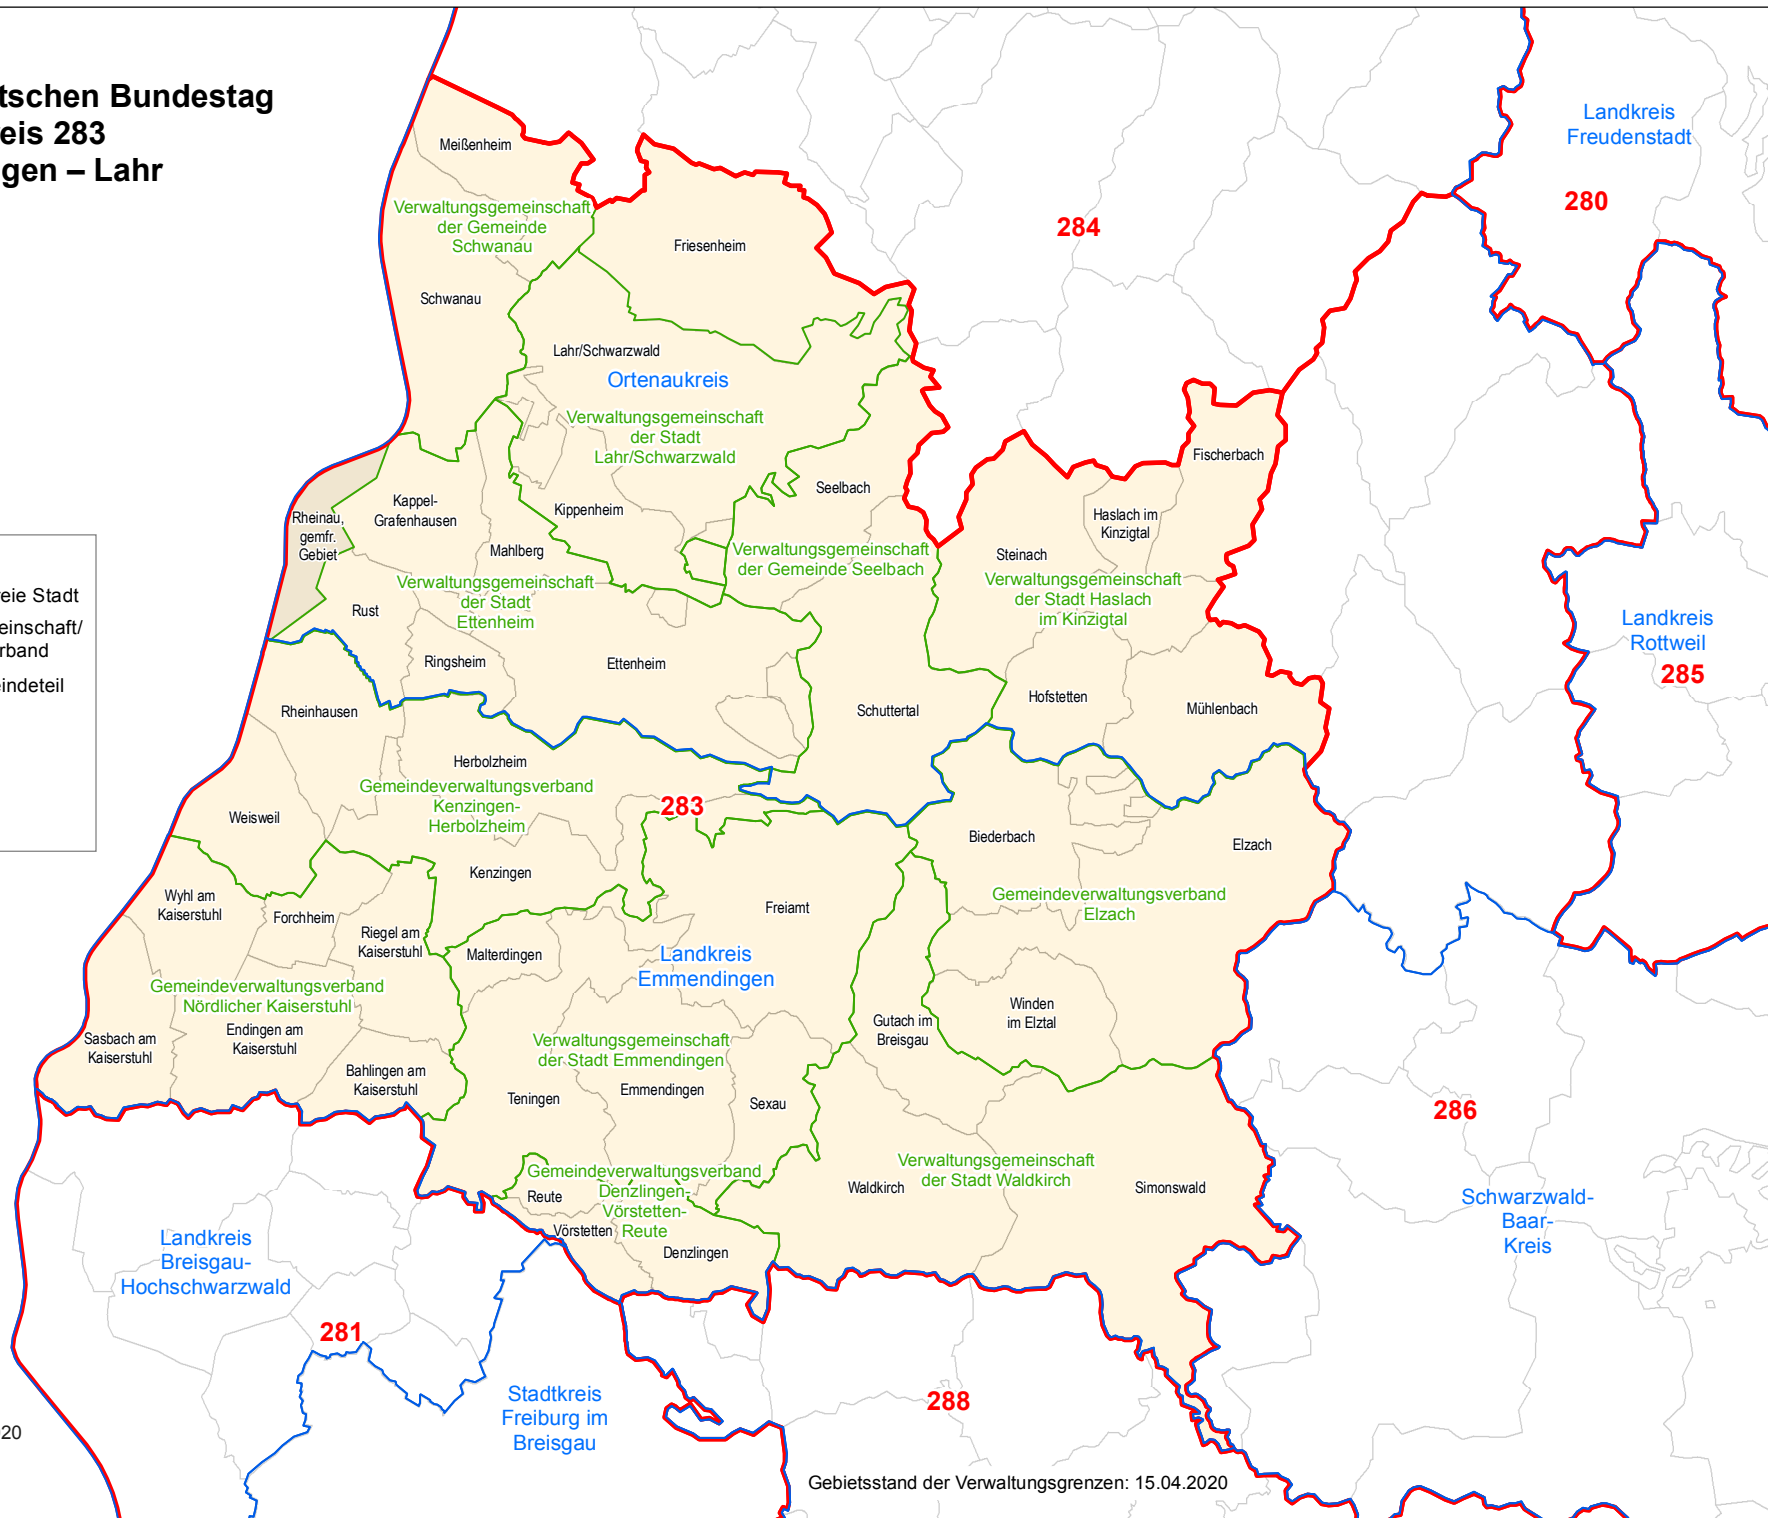 tschen Bundestag
eis 283
gen – Lahr
eie Stadt
einschaft/
rband
indeteil
20
Meißenheim
Verwaltungsgemeinschaft
der Gemeinde
Schwanau
Schwanau
Friesenheim
284
Landkreis
Freudenstadt
280
Lahr/Schwarzwald
Ortenaukreis
Verwaltungsgemeinschaft
der Stadt
Lahr/Schwarzwald
Fischerbach
Seelbach
Kappel-
Grafenhausen
Kippenheim
Rheinau,
gemfr.
Gebiet
Haslach im
Kinzigtal
Mahlberg
Steinach
Verwaltungsgemeinschaft
der Gemeinde Seelbach
Verwaltungsgemeinschaft
der Stadt
Ettenheim
Verwaltungsgemeinschaft
der Stadt Haslach
im Kinzigtal
Rust
Landkreis
Rottweil
285
Ringsheim
Ettenheim
Hofstetten
Mühlenbach
Rheinhausen
Schuttertal
Herbolzheim
Gemeindeverwaltungsverband
Kenzingen-
Herbolzheim
283
Weisweil
Biederbach
Elzach
Kenzingen
Gemeindeverwaltungsverband
Elzach
Wyhl am
Kaiserstuhl
Forchheim
Freiamt
Riegel am
Kaiserstuhl
Malterdingen
Landkreis
Emmendingen
Gemeindeverwaltungsverband
Nördlicher Kaiserstuhl
Winden
im Elztal
Gutach im
Breisgau
Sasbach am
Kaiserstuhl
Endingen am
Kaiserstuhl
Verwaltungsgemeinschaft
der Stadt Emmendingen
Bahlingen am
Kaiserstuhl
Teningen
Emmendingen
Sexau
286
Gemeindeverwaltungsverband
Denzlingen-
Vörstetten-
Reute
Verwaltungsgemeinschaft
der Stadt Waldkirch
Reute
Waldkirch
Simonswald
Vörstetten
Denzlingen
Schwarzwald-
Baar-
Kreis
Landkreis
Breisgau-
Hochschwarzwald
281
Stadtkreis
Freiburg im
Breisgau
288
Gebietsstand der Verwaltungsgrenzen: 15.04.2020